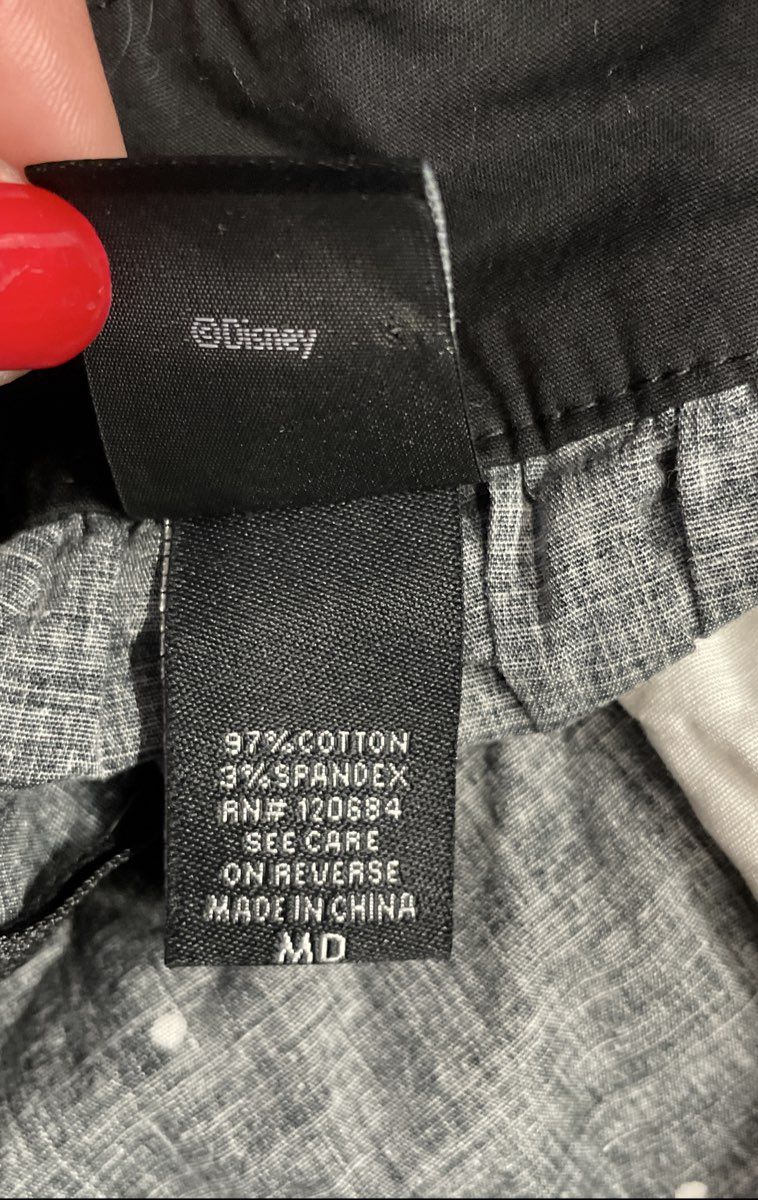 ©Disney
97%COTTON
3%SPANDEX
RN# 120684
SEE CARE
ON REVERSE
MADE IN CHINA
MD